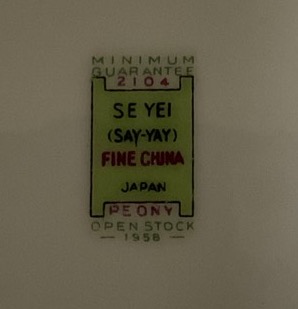 MINIMUM
GUARANTEE
2104
SE YEI
(SAY-YAY)
FINE CHINA
JAPAN
PEONY
OPEN STOCK
— 1958 —